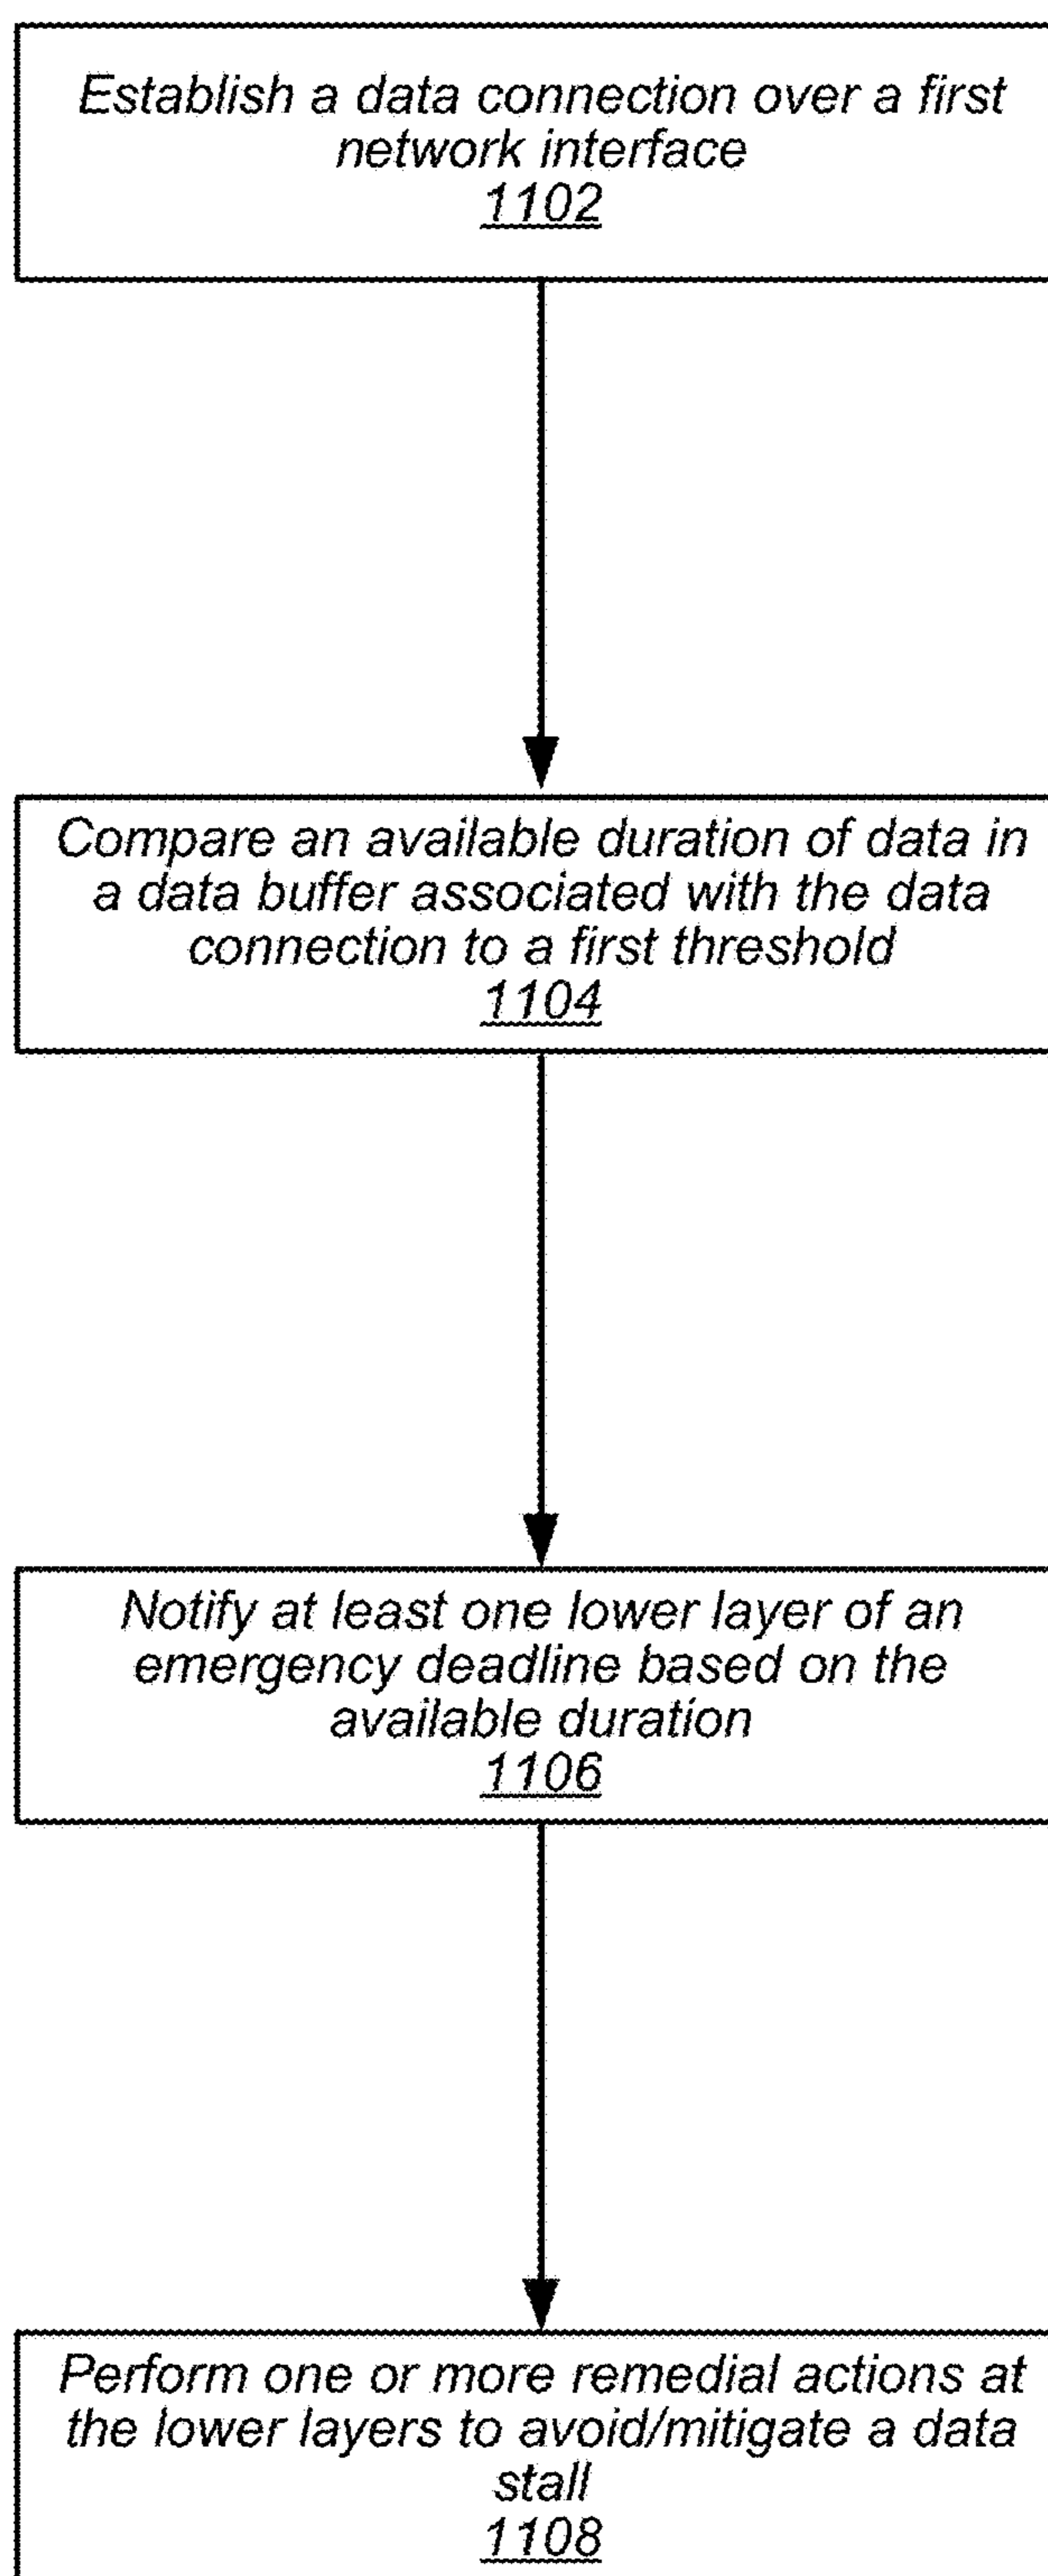 Establish a data connection over a first
network interface
1102
Compare an available duration of data in
a data buffer associated with the data
connection to a first threshold
1104
Notify at least one lower layer of an
emergency deadline based on the
available duration
1106
Perform one or more remedial actions at
the lower layers to avoid/mitigate a data
stall
1108